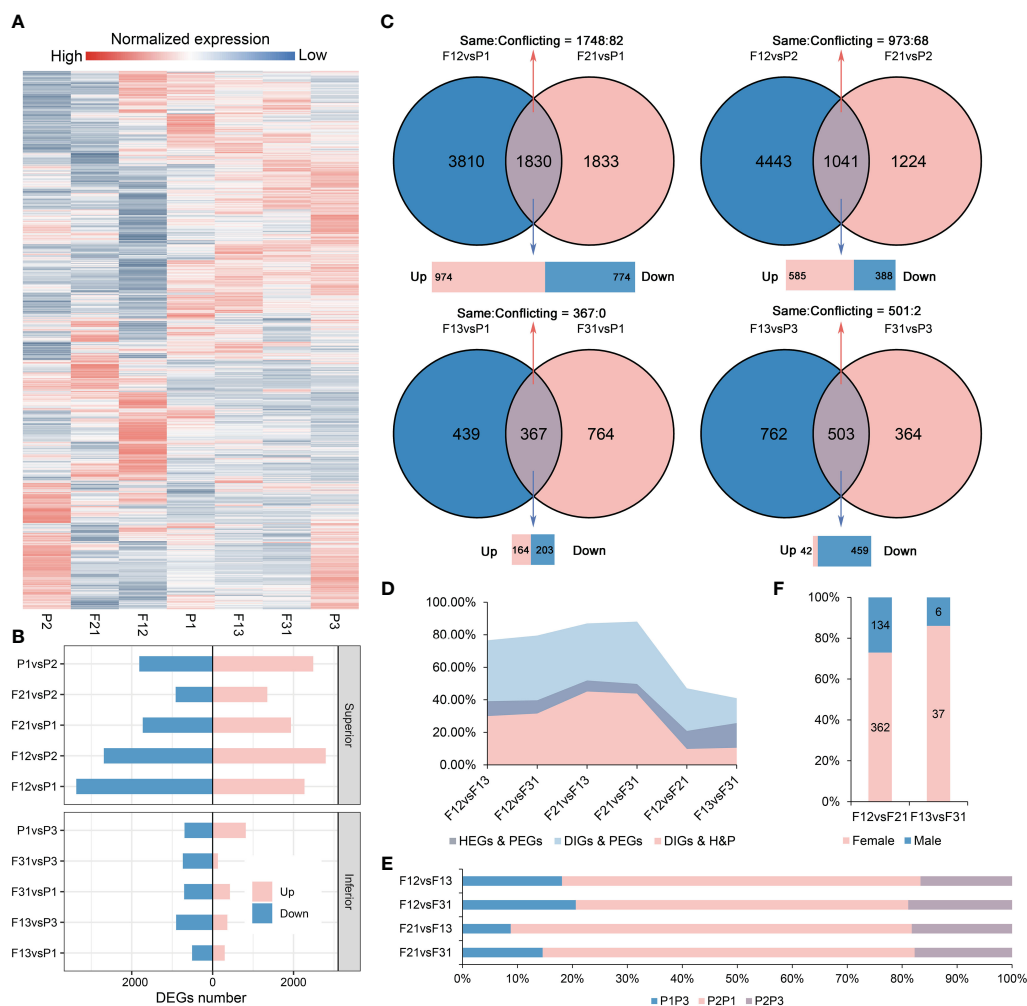 A
Normalized expression
High
Low
P2
F21
F12
P1
F13
F31
P3
B
P1vsP2
F21vsP2
F21vsP1
F12vsP2
F12vsP1
Superior
P1vsP3
F31vsP3
F31vsP1
F13vsP3
F13vsP1
Inferior
Up
Down
2000
0
2000
DEGs number
C
Same:Conflicting = 1748:82
F12vsP1
F21vsP1
3810
1830
1833
Up
974
774
Down
Same:Conflicting = 973:68
F12vsP2
F21vsP2
4443
1041
1224
Up
585
388
Down
Same:Conflicting = 367:0
F13vsP1
F31vsP1
439
367
764
Up
164
203
Down
Same:Conflicting = 501:2
F13vsP3
F31vsP3
762
503
364
Up
42
459
Down
D
100.00%
80.00%
60.00%
40.00%
20.00%
0.00%
F12vsF13
F12vsF31
F21vsF13
F21vsF31
F12vsF21
F13vsF31
HEGs & PEGs
DIGs & PEGs
DIGs & H&P
F
100%
80%
60%
40%
20%
0%
134
362
6
37
F12vsF21
F13vsF31
Female
Male
E
F12vsF13
F12vsF31
F21vsF13
F21vsF31
0%
10%
20%
30%
40%
50%
60%
70%
80%
90%
100%
P1P3
P2P1
P2P3